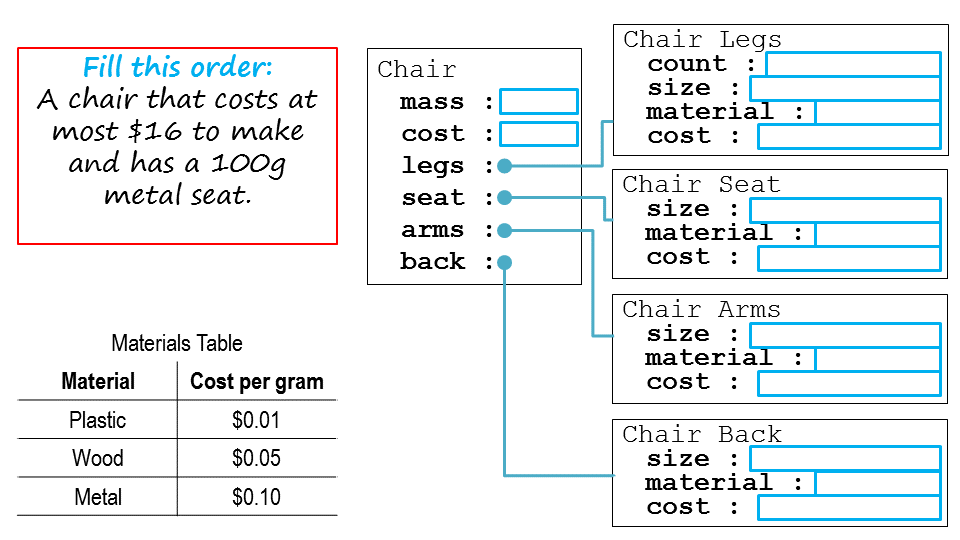 Fill this order:
A chair that costs at
most $16 to make
and has a 100g
metal seat.
Materials Table
Material Cost per gram
Plastic $0.01
Wood $0.05
Metal $0.10
Chair
mass :
cost :
legs :
seat :
arms :
back :
Chair Legs
count :
size :
material :
cost :
Chair Seat
size :
material :
cost :
Chair Arms
size :
material :
cost :
Chair Back
size :
material :
cost :